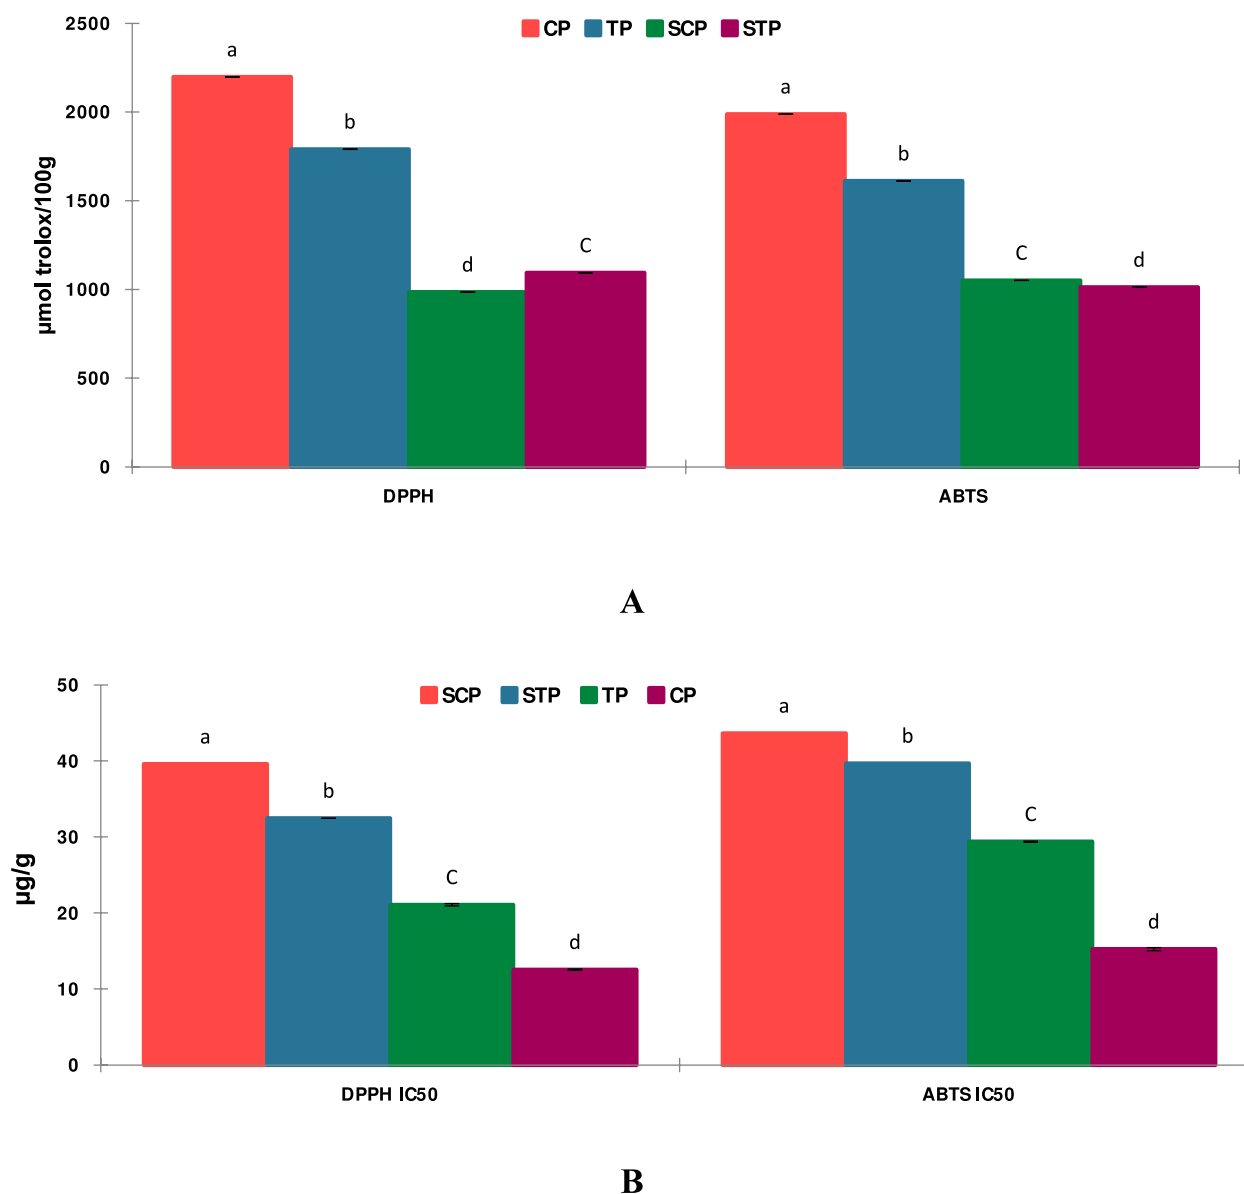 2500
CP TP SCP STP
a
a
2000
b
b
1500
µmol trolox/100g
C
C
d
d
1000
500
0
DPPH ABTS
A
50
SCP STP TP CP
a
a
b
40
b
30
C
µg/g
C
20
d
d
10
0
DPPH IC50 ABTS IC50
B